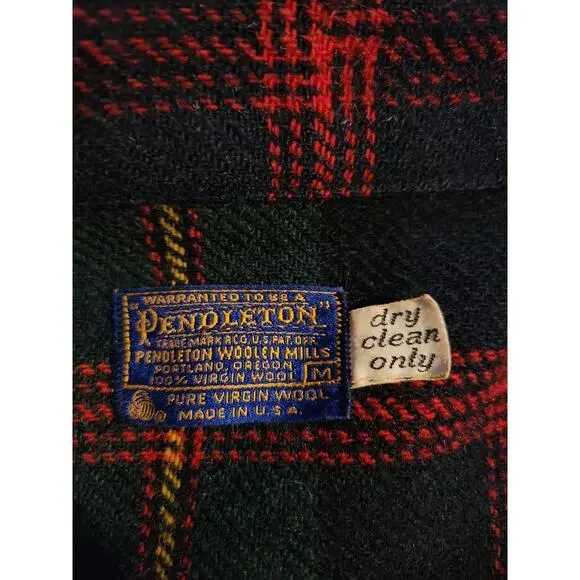 "WARRANTED TO BE A
PENDLETON"
TRADE MARK REG. U.S. PAT. OFF.
PENDLETON WOOLEN MILLS
PORTLAND, OREGON
100% VIRGIN WOOL M
PURE VIRGIN WOOL
® MADE IN U.S.A.
dry
clean
only